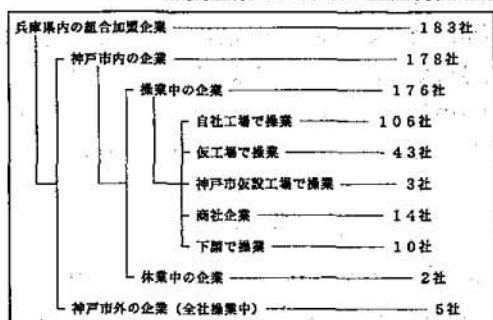 兵庫県内の組合加盟企業 183社
神戸市内の企業 178社
操業中の企業 176社
自社工場で操業 106社
仮工場で操業 43社
神戸市仮設工場で操業 3社
商社企業 14社
下請で操業 10社
休業中の企業 2社
神戸市外の企業(全社操業中) 5社